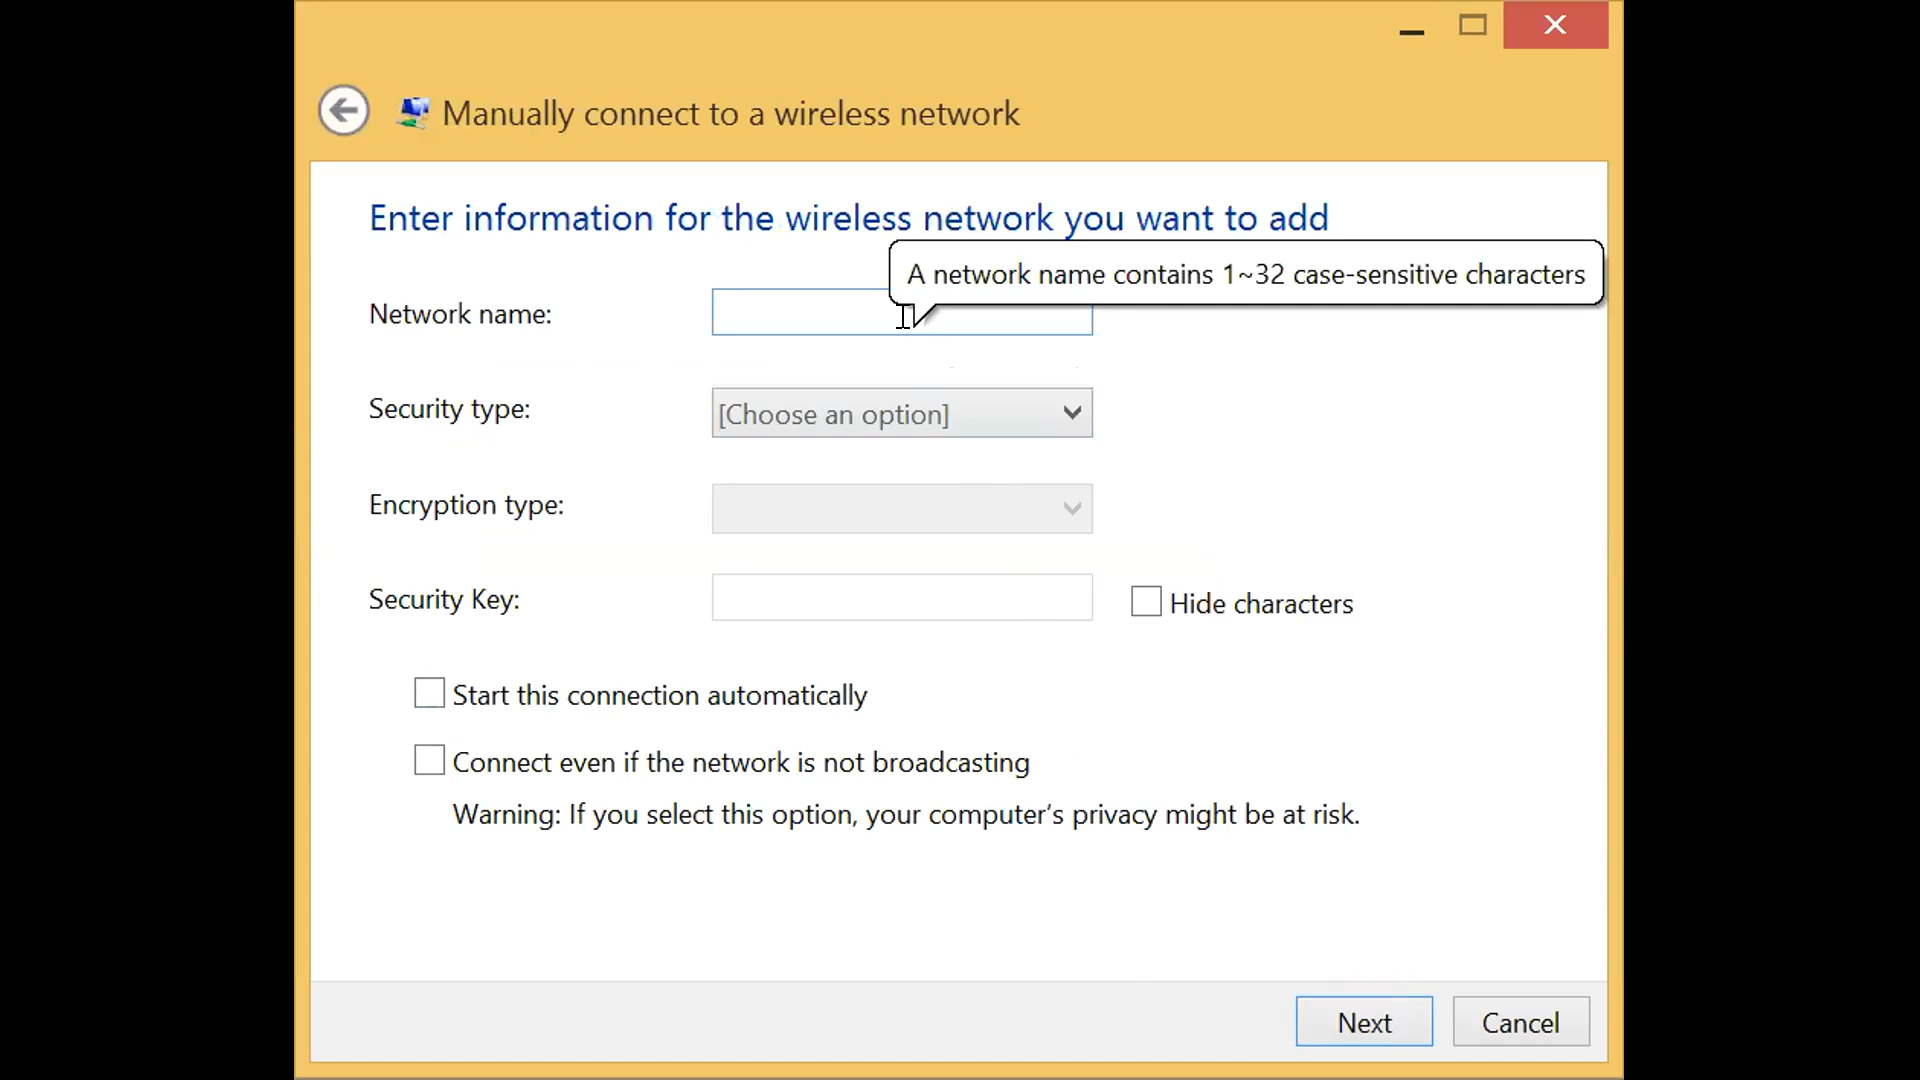 Manually connect to a wireless network
Enter information for the wireless network you want to add
A network name contains 1~32 case-sensitive characters
Network name:
Security type:
[Choose an option]
Encryption type:
Security Key:
Hide characters
Start this connection automatically
Connect even if the network is not broadcasting
Warning: If you select this option, your computer's privacy might be at risk.
Next
Cancel